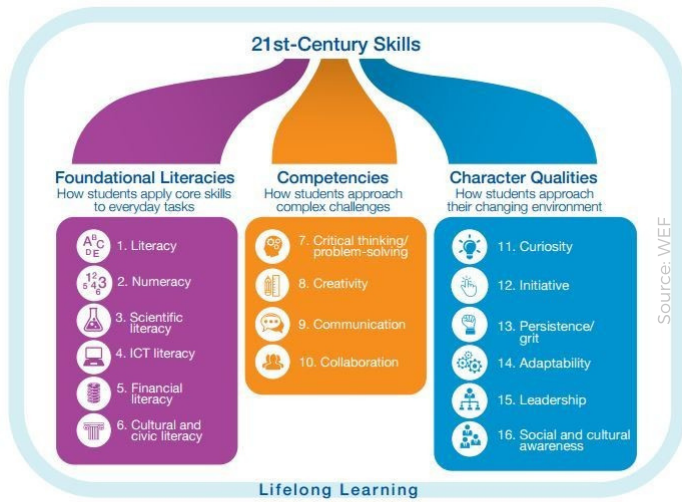 21st-Century Skills
Foundational Literacies
How students apply core skills
to everyday tasks
ABCDE
1. Literacy
123456
2. Numeracy
3. Scientific
literacy
4. ICT literacy
5. Financial
literacy
6. Cultural and
civic literacy
Competencies
How students approach
complex challenges
7. Critical thinking/
problem-solving
8. Creativity
9. Communication
10. Collaboration
Character Qualities
How students approach
their changing environment
11. Curiosity
12. Initiative
13. Persistence/
grit
14. Adaptability
15. Leadership
16. Social and cultural
awareness
Source: WEF
Lifelong Learning